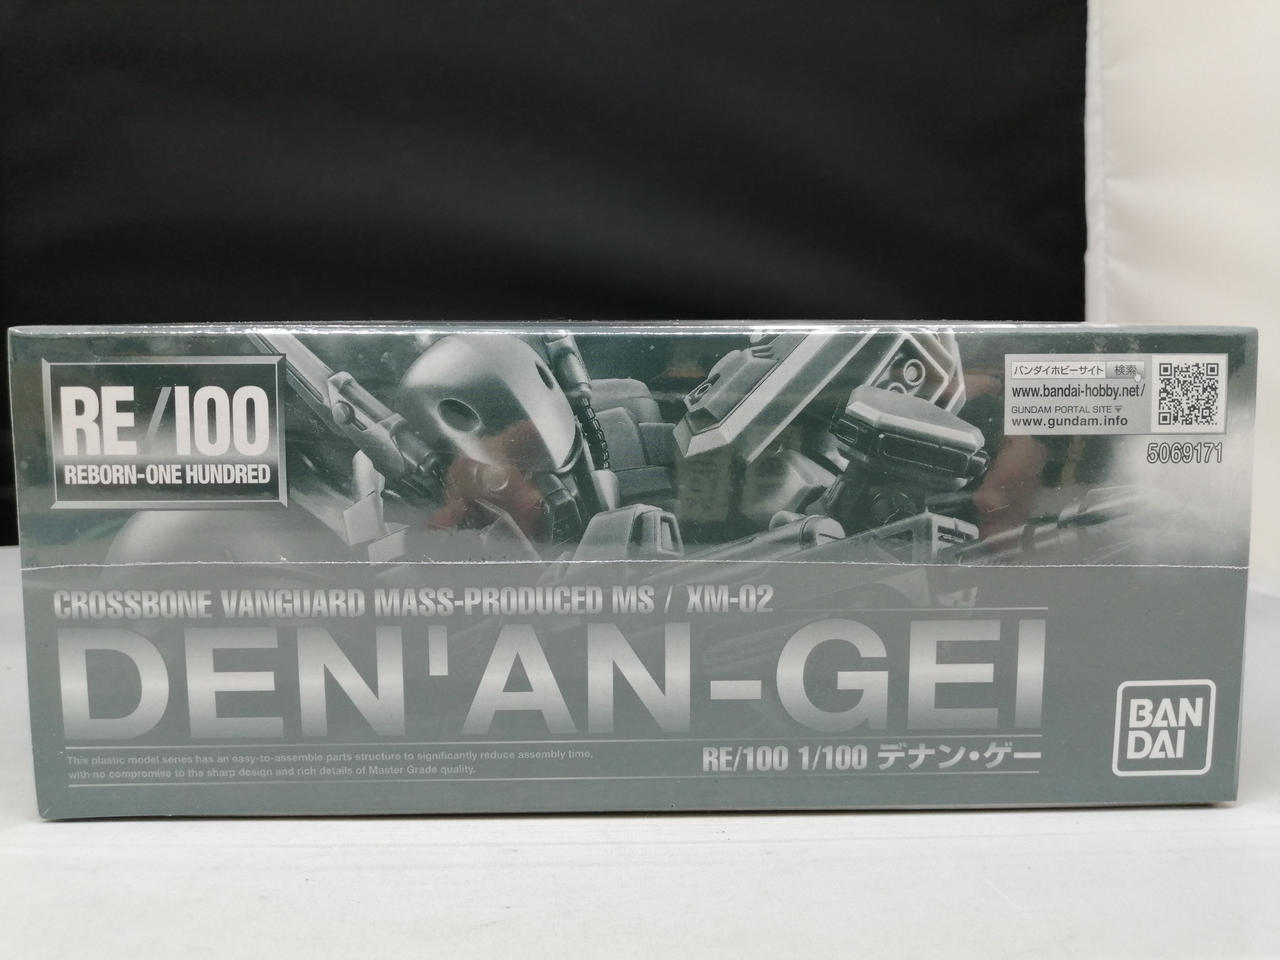 RE/100
REBORN-ONE HUNDRED
バンダイホビーサイト 検索
www.bandai-hobby.net/
GUNDAM PORTAL SITE
www.gundam.info
5069171
CROSSBONE VANGUARD MASS-PRODUCED MS / XM-02
DEN'AN-GEI
This plastic model series has an easy-to-assemble parts structure to significantly reduce assembly time,
with no compromise to the sharp design and rich details of Master Grade quality.
RE/100 1/100 デナン・ゲー
BAN
DAI